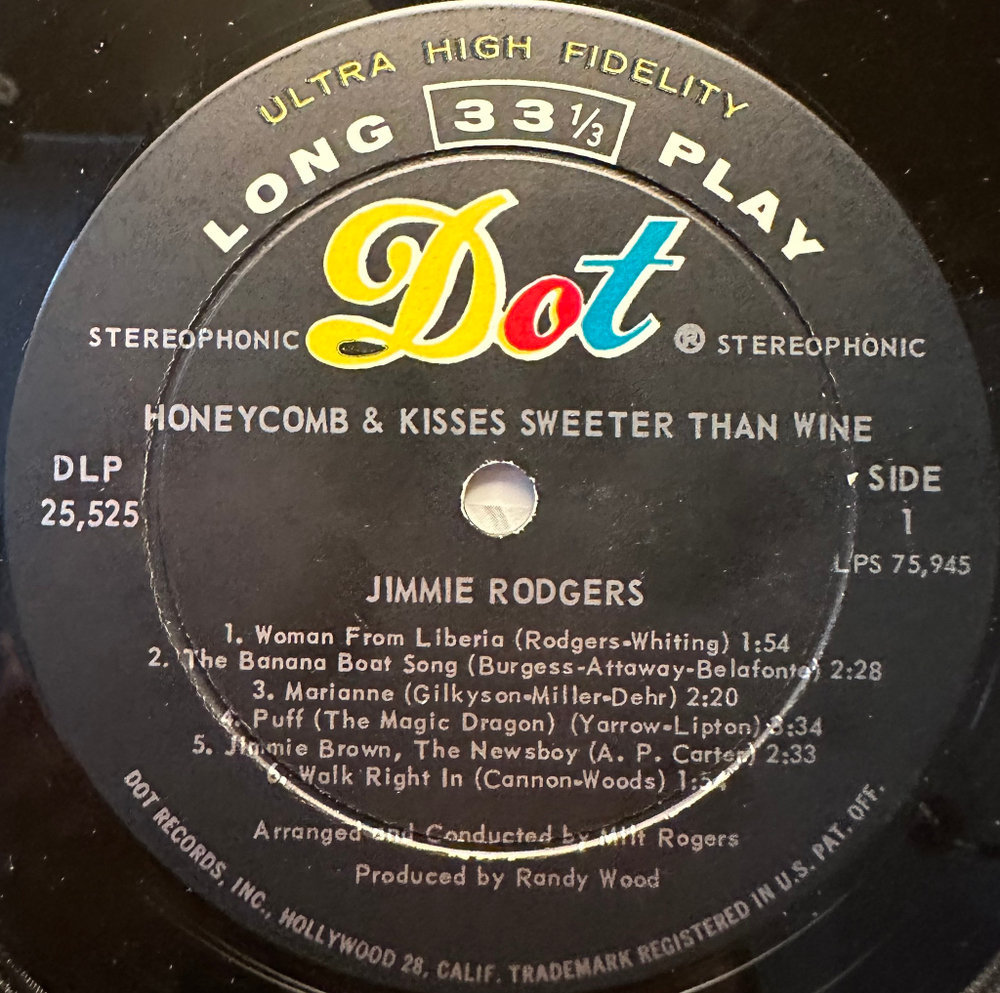 ULTRA HIGH FIDELITY
LONG 33 1/3 PLAY
Dot ®
STEREOPHONIC STEREOPHONIC
HONEYCOMB & KISSES SWEETER THAN WINE
DLP
25,525
SIDE
1
LPS 75,945
JIMMIE RODGERS
1. Woman From Liberia (Rodgers-Whiting) 1:54
2. The Banana Boat Song (Burgess-Attaway-Belafonte) 2:28
3. Marianne (Gilkyson-Miller-Dehr) 2:20
4. Puff (The Magic Dragon) (Yarrow-Lipton) 3:34
5. Jimmie Brown, The Newsboy (A. P. Carter) 2:33
6. Walk Right In (Cannon-Woods) 1:54
Arranged and Conducted by Milt Rogers
Produced by Randy Wood
DOT RECORDS, INC., HOLLYWOOD 28, CALIF. TRADEMARK REGISTERED IN U.S. PAT. OFF.